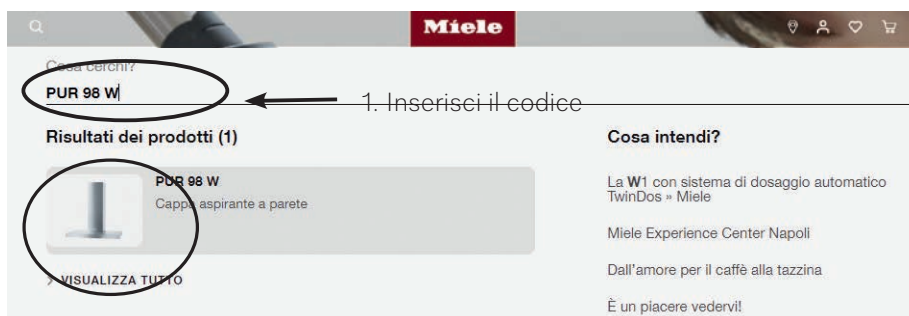 Miele
Cosa cerchi?
PUR 98 W
1. Inserisci il codice
Risultati dei prodotti (1)
PUR 98 W
Cappa aspirante a parete
> VISUALIZZA TUTTO
Cosa intendi?
La W1 con sistema di dosaggio automatico
TwinDos » Miele
Miele Experience Center Napoli
Dall'amore per il caffè alla tazzina
È un piacere vedervi!